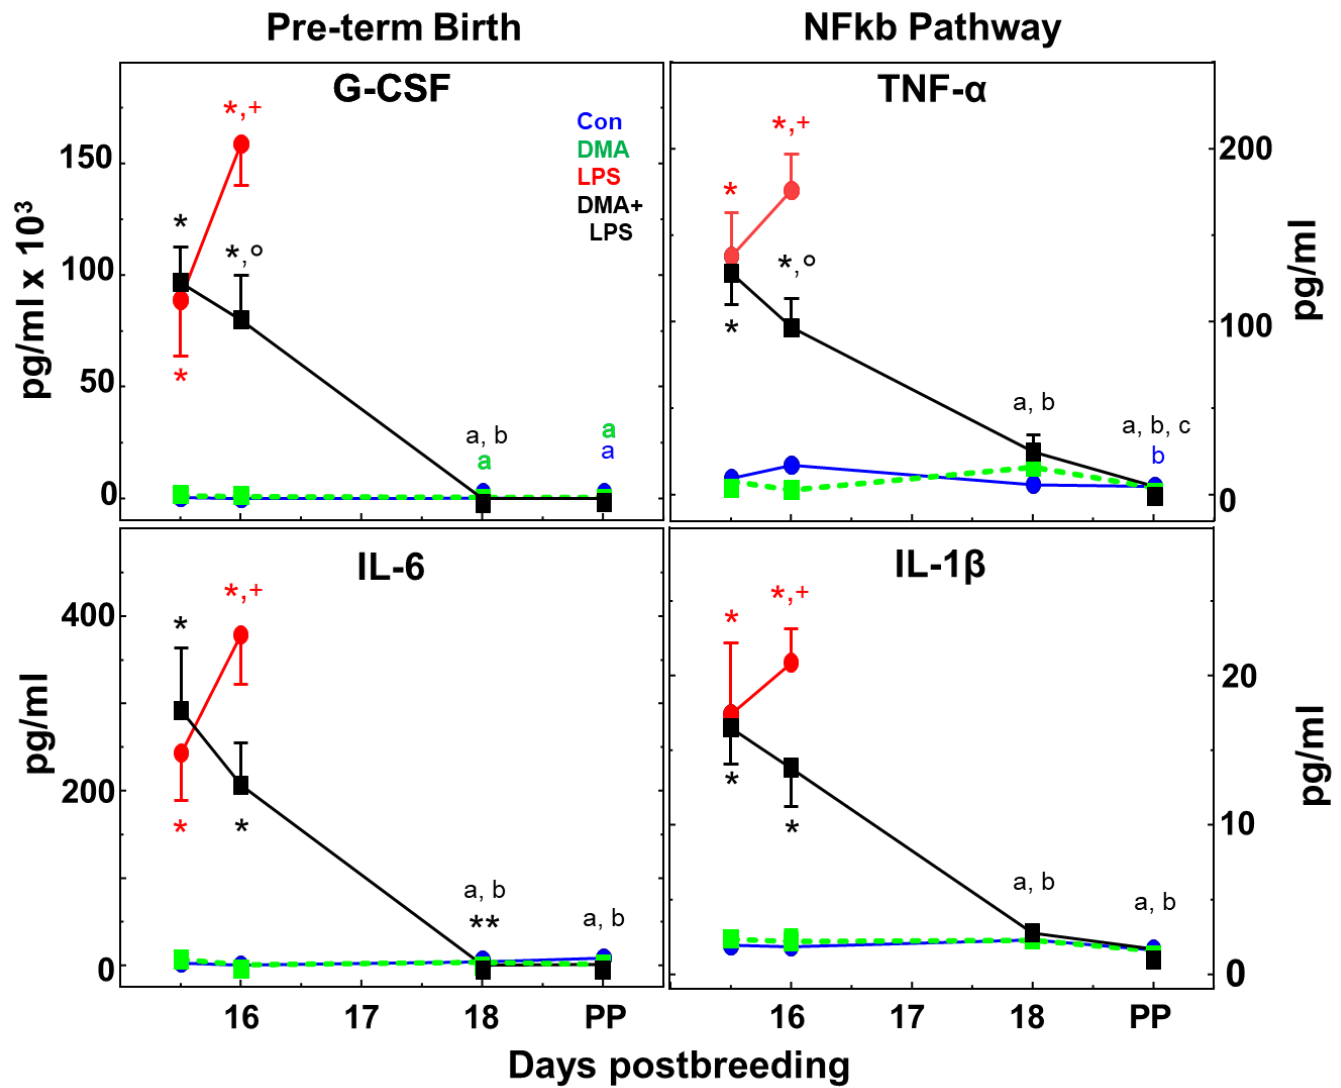 Pre-term Birth
NFkb Pathway
G-CSF
*,+
Con
DMA
LPS
DMA+
LPS
*
*,°
*
a, b
a
a
a
150
100
50
0
pg/ml x 10³
TNF-α
*,+
*
*,°
*
a, b
a, b, c
b
200
100
0
pg/ml
IL-6
*,+
*
*
*
a, b
**
a, b
400
200
0
pg/ml
16 17 18 PP
IL-1β
*,+
*
*
*
a, b
a, b
20
10
0
pg/ml
16 17 18 PP
Days postbreeding